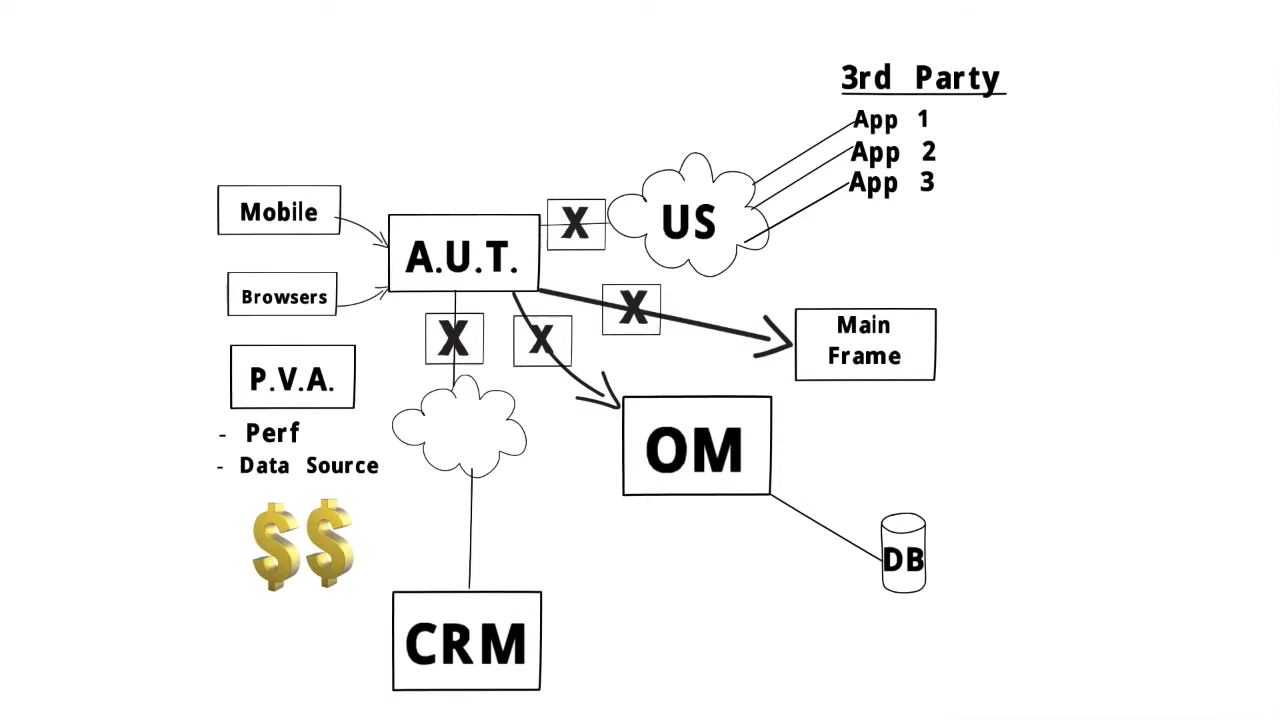 3rd Party
App 1
App 2
App 3
Mobile
X
US
A.U.T.
Browsers
X
X
X
Main
Frame
P.V.A.
- Perf
- Data Source
OM
$$
DB
CRM